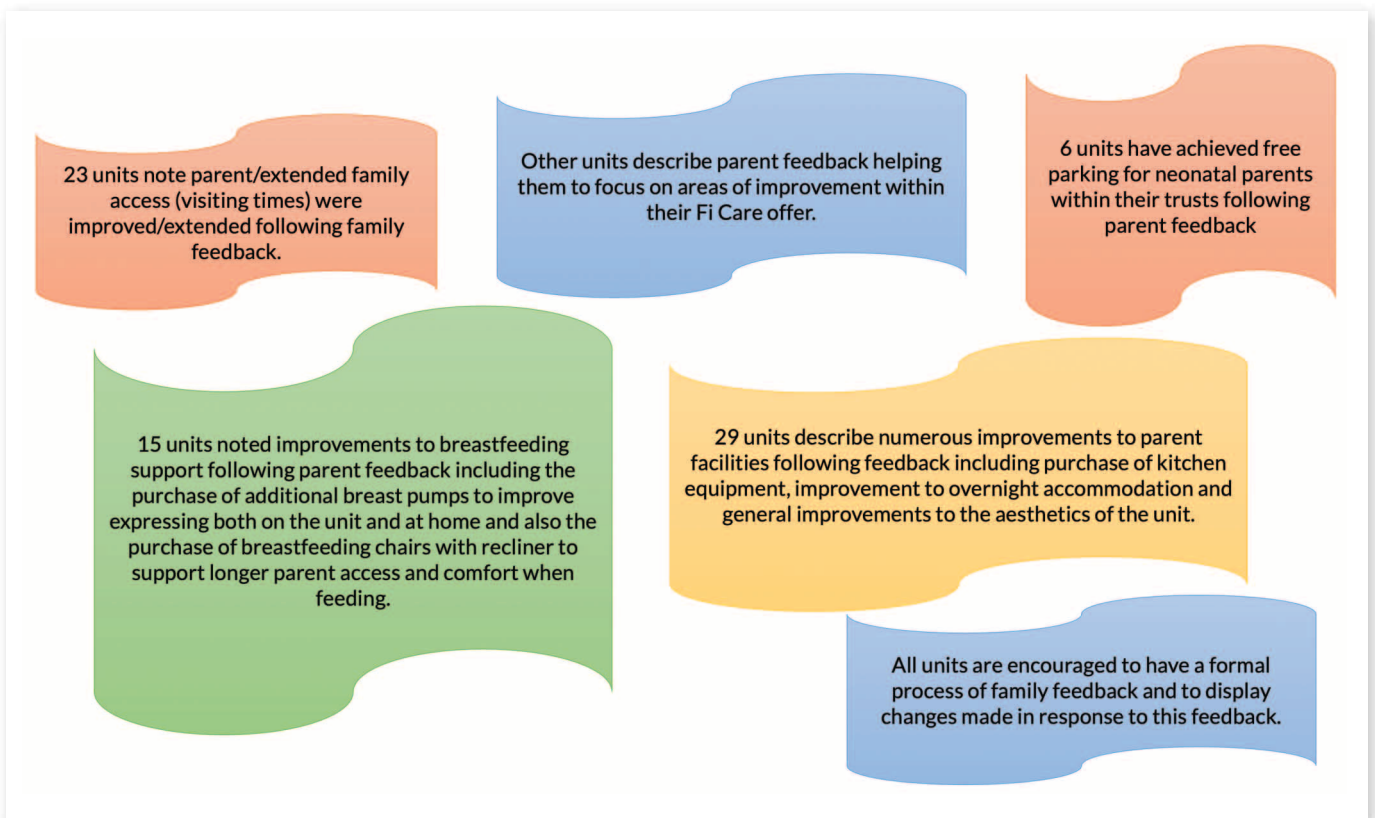 23 units note parent/extended family
access (visiting times) were
improved/extended following family
feedback.
Other units describe parent feedback helping
them to focus on areas of improvement within
their Fi Care offer.
6 units have achieved free
parking for neonatal parents
within their trusts following
parent feedback
15 units noted improvements to breastfeeding
support following parent feedback including the
purchase of additional breast pumps to improve
expressing both on the unit and at home and also the
purchase of breastfeeding chairs with recliner to
support longer parent access and comfort when
feeding.
29 units describe numerous improvements to parent
facilities following feedback including purchase of kitchen
equipment, improvement to overnight accommodation and
general improvements to the aesthetics of the unit.
All units are encouraged to have a formal
process of family feedback and to display
changes made in response to this feedback.